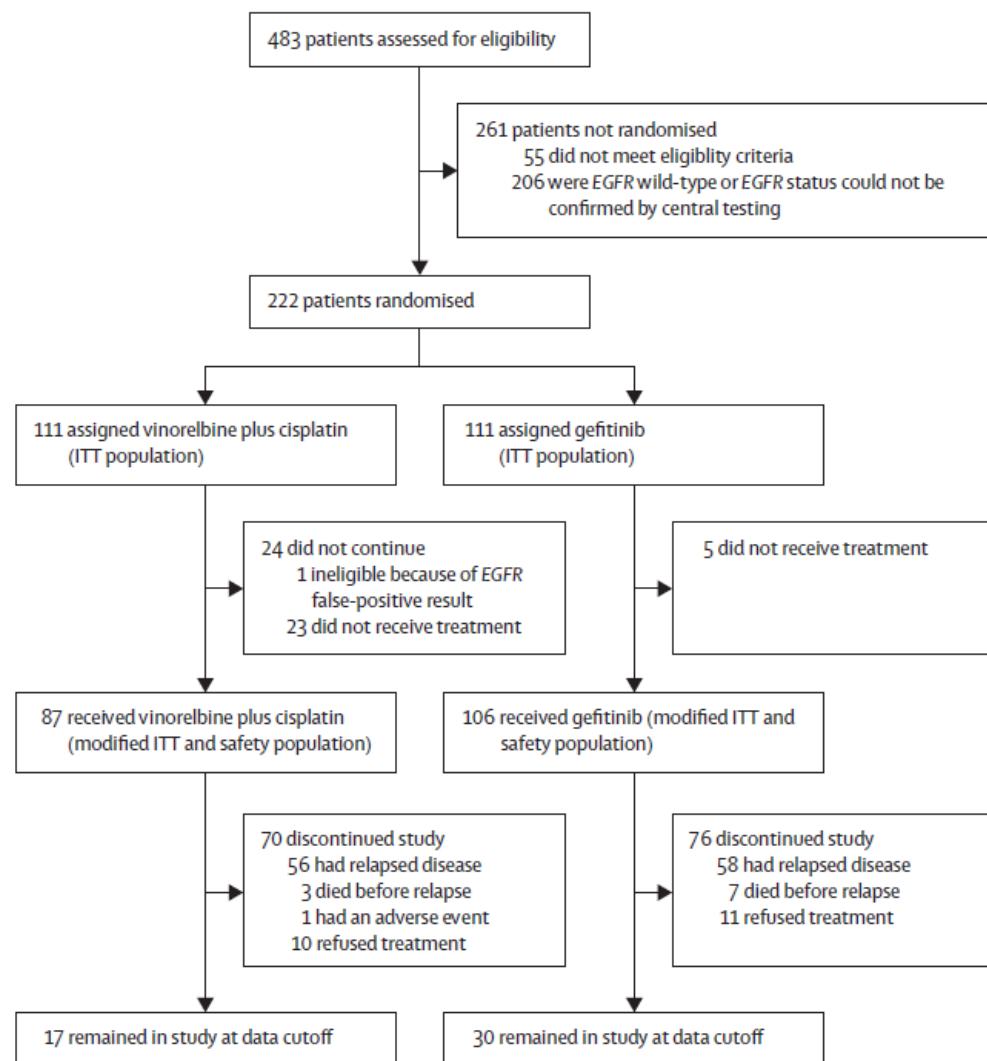 483 patients assessed for eligibility
261 patients not randomised
55 did not meet eligiblity criteria
206 were EGFR wild-type or EGFR status could not be
confirmed by central testing
222 patients randomised
111 assigned vinorelbine plus cisplatin
(ITT population)
111 assigned gefitinib
(ITT population)
24 did not continue
1 ineligible because of EGFR
false-positive result
23 did not receive treatment
5 did not receive treatment
87 received vinorelbine plus cisplatin
(modified ITT and safety population)
106 received gefitinib (modified ITT and
safety population)
70 discontinued study
56 had relapsed disease
3 died before relapse
1 had an adverse event
10 refused treatment
76 discontinued study
58 had relapsed disease
7 died before relapse
11 refused treatment
17 remained in study at data cutoff
30 remained in study at data cutoff